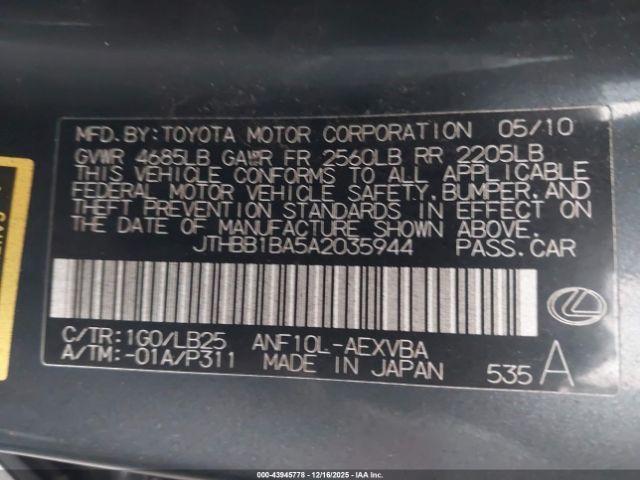 MFD.BY:TOYOTA MOTOR CORPORATION 05/10
GVWR 4685LB GAWR FR 2560LB RR 2205LB
THIS VEHICLE CONFORMS TO ALL APPLICABLE
FEDERAL MOTOR VEHICLE SAFETY,BUMPER,AND
THEFT PREVENTION STANDARDS IN EFFECT ON
THE DATE OF MANUFACTURE SHOWN ABOVE.
JTHBB1BA5A2035944 PASS.CAR
C/TR:1G0/LB25 ANF10L-AEXVBA
A/TM:-01A/P311 MADE IN JAPAN 535 A
000-43945778 - 12/16/2025 - IAAI.COM